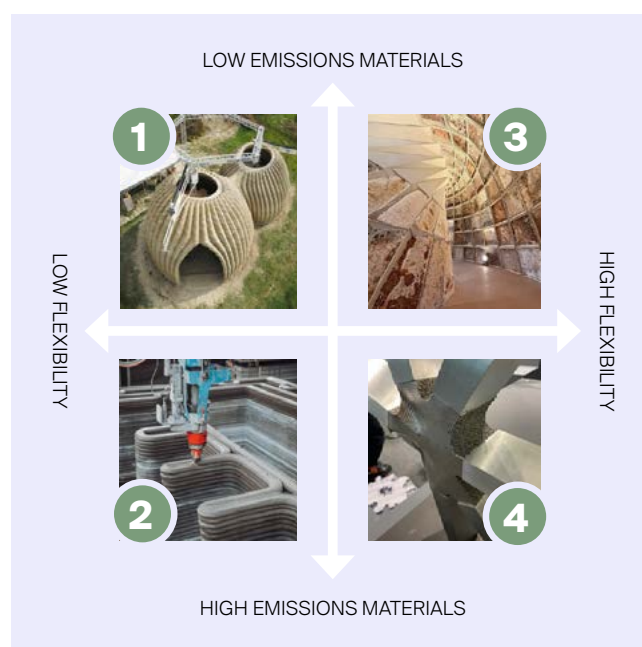 LOW EMISSIONS MATERIALS
1
3
LOW FLEXIBILITY
HIGH FLEXIBILITY
2
4
HIGH EMISSIONS MATERIALS